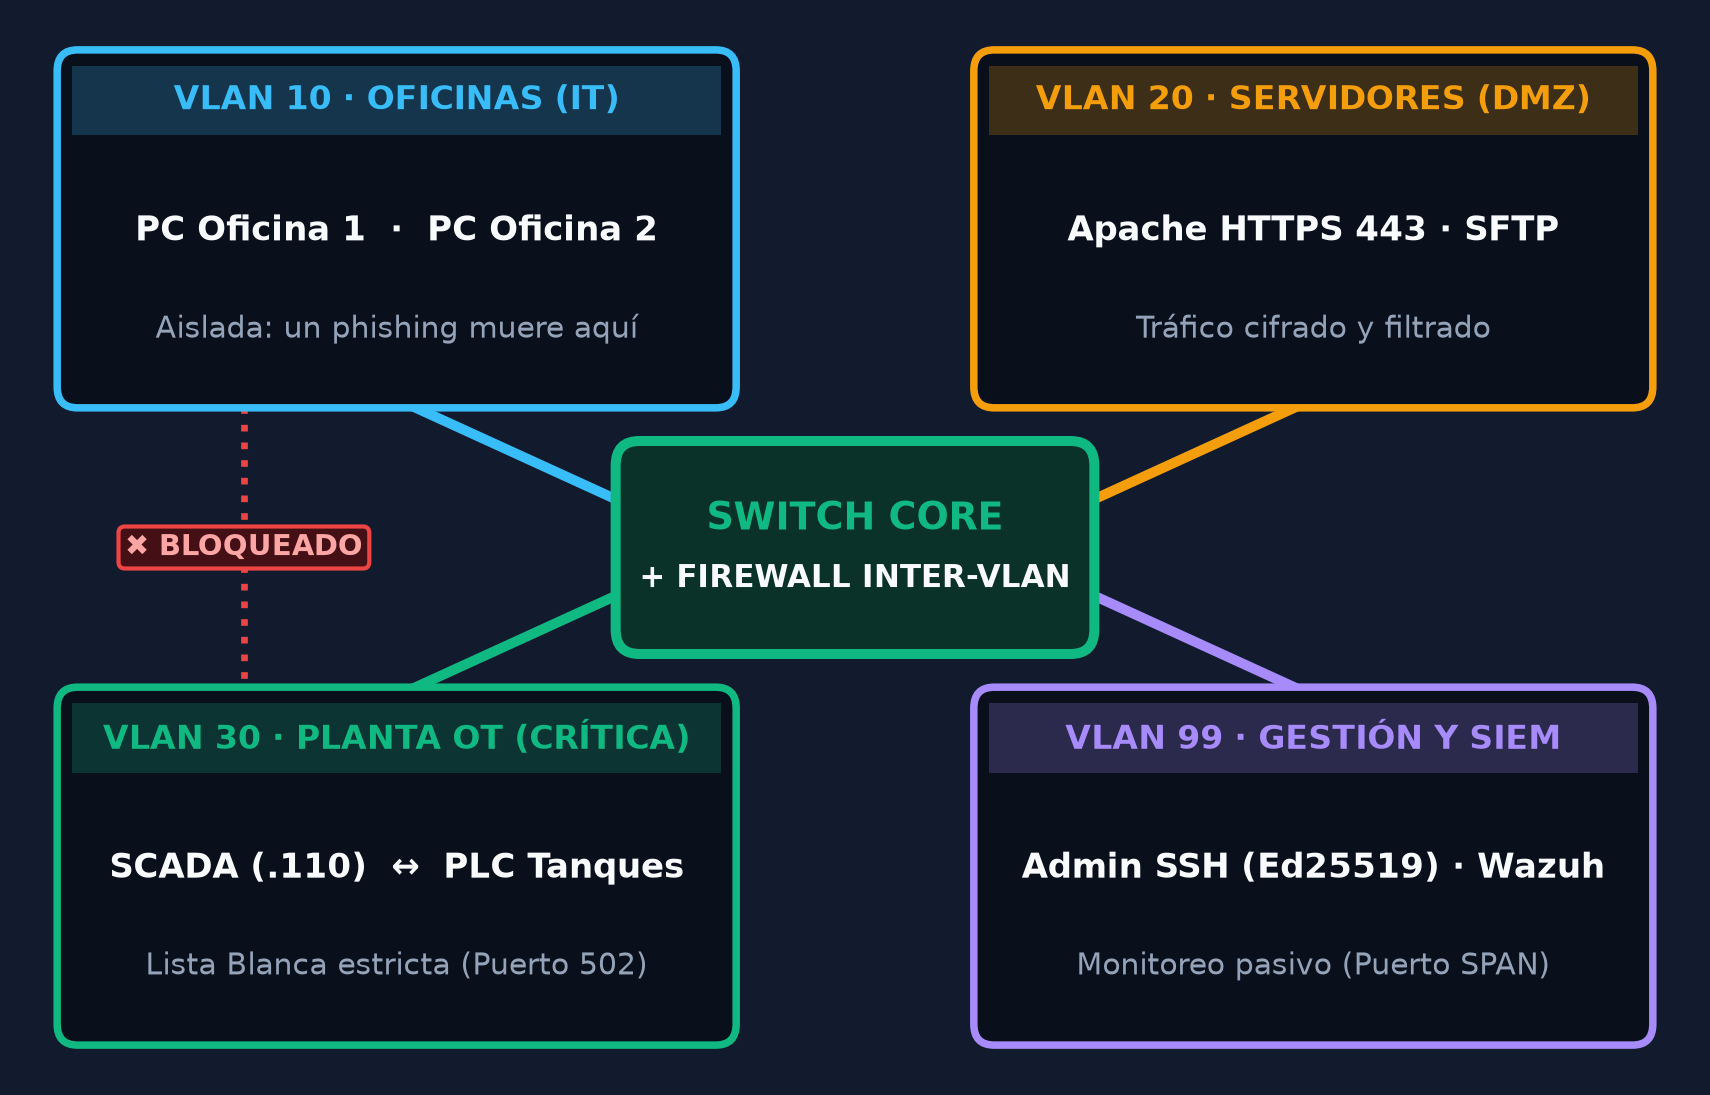 VLAN 10 · OFICINAS (IT)
PC Oficina 1 · PC Oficina 2
Aislada: un phishing muere aquí
VLAN 20 · SERVIDORES (DMZ)
Apache HTTPS 443 · SFTP
Tráfico cifrado y filtrado
SWITCH CORE
+ FIREWALL INTER-VLAN
✖ BLOQUEADO
VLAN 30 · PLANTA OT (CRÍTICA)
SCADA (.110) ↔ PLC Tanques
Lista Blanca estricta (Puerto 502)
VLAN 99 · GESTIÓN Y SIEM
Admin SSH (Ed25519) · Wazuh
Monitoreo pasivo (Puerto SPAN)